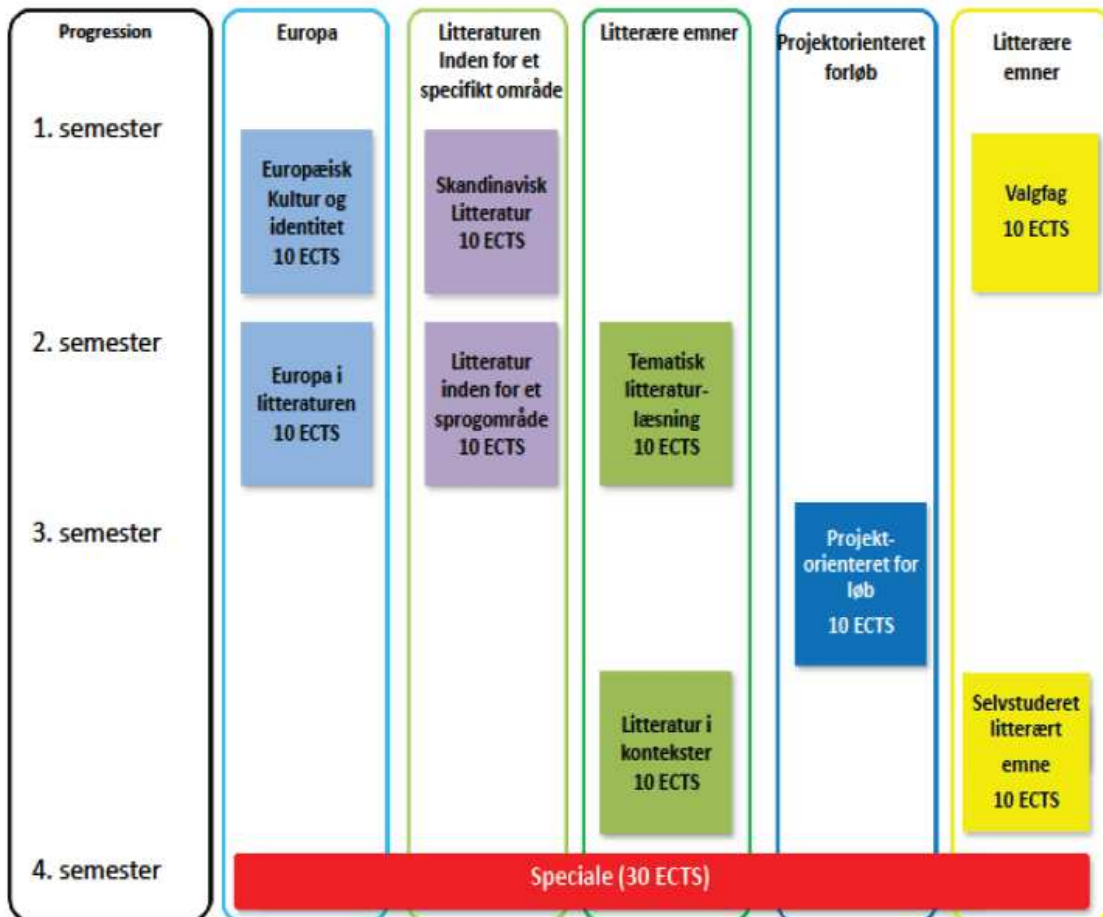 Progression
Europa
Litteraturen
Inden for et
specifikt område
Litterære emner
Projektorienteret
forløb
Litterære
emner
1. semester
Europæisk
Kultur og
identitet
10 ECTS
Skandinavisk
Litteratur
10 ECTS
Valgfag
10 ECTS
2. semester
Europa i
litteraturen
10 ECTS
Litteratur
inden for et
sprogområde
10 ECTS
Tematisk
litteratur-
læsning
10 ECTS
3. semester
Projekt-
orienteret for
løb
10 ECTS
Litteratur i
kontekster
10 ECTS
Selvstuderet
litterært
emne
10 ECTS
4. semester
Speciale (30 ECTS)